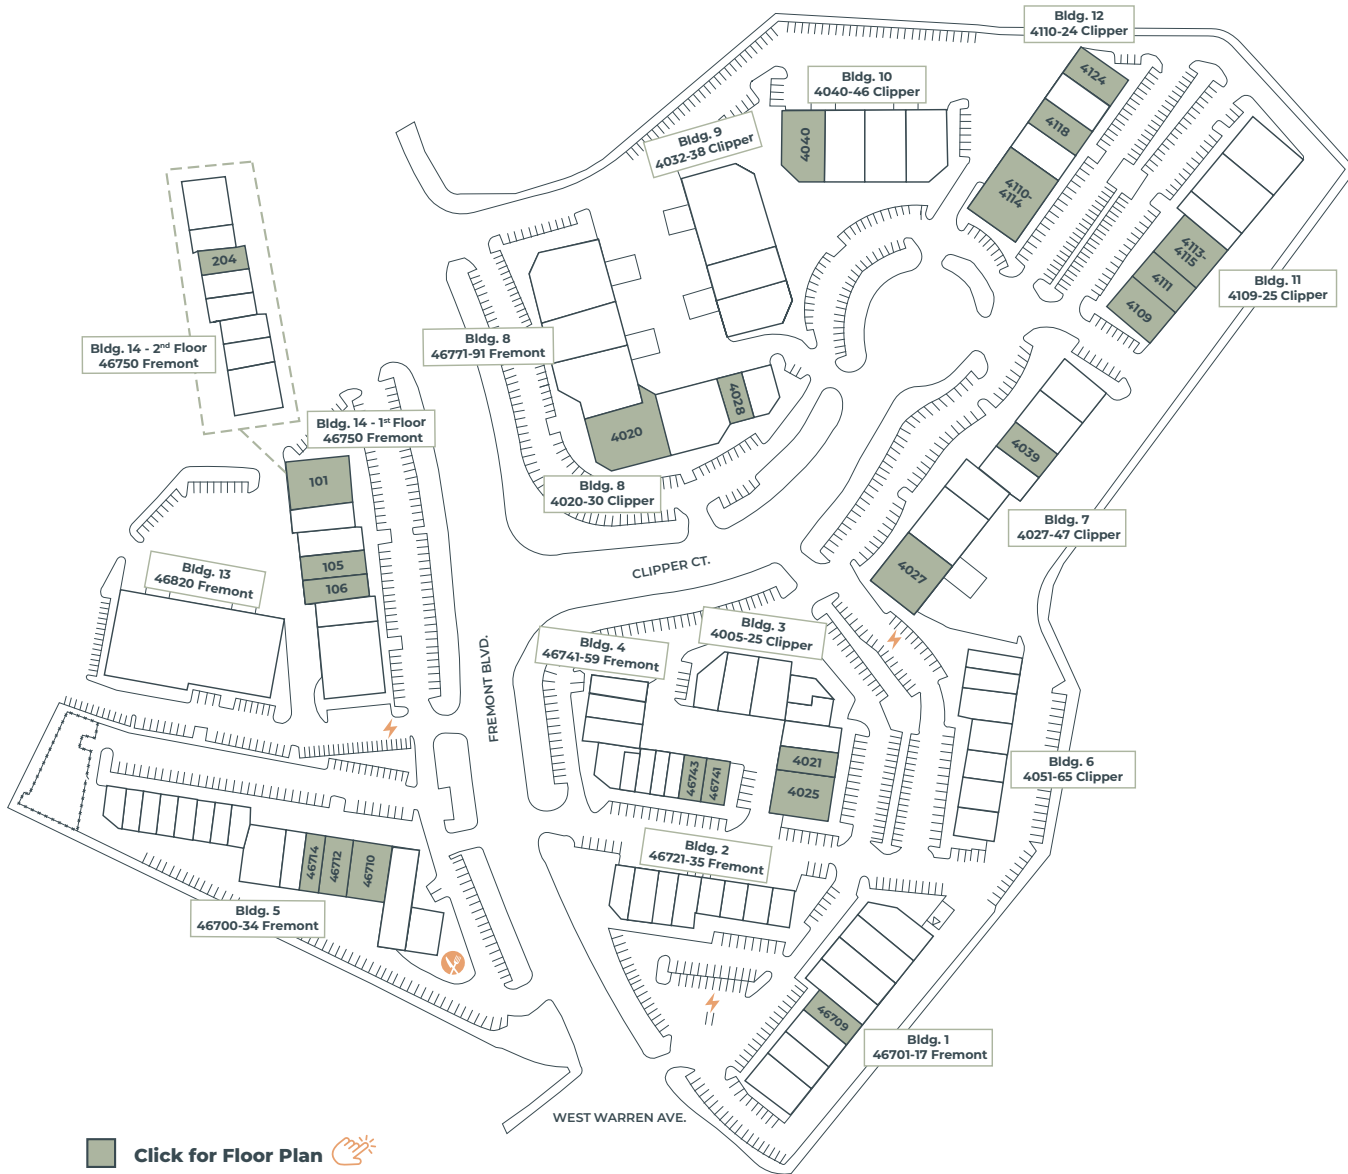 Bldg. 12
4110-24 Clipper
4124
4118
4110-
4114
Bldg. 10
4040-46 Clipper
4040
Bldg. 9
4032-38 Clipper
4113-
4115
4111
4109
Bldg. 11
4109-25 Clipper
204
Bldg. 14 - 2nd Floor
46750 Fremont
Bldg. 8
46771-91 Fremont
4028
4020
Bldg. 8
4020-30 Clipper
Bldg. 14 - 1st Floor
46750 Fremont
101
105
106
4039
4027
Bldg. 7
4027-47 Clipper
CLIPPER CT.
Bldg. 13
46820 Fremont
FREMONT BLVD.
Bldg. 3
4005-25 Clipper
Bldg. 4
46741-59 Fremont
4021
4025
46743
46741
Bldg. 6
4051-65 Clipper
46714
46712
46710
Bldg. 5
46700-34 Fremont
Bldg. 2
46721-35 Fremont
46709
Bldg. 1
46701-17 Fremont
WEST WARREN AVE.
Click for Floor Plan